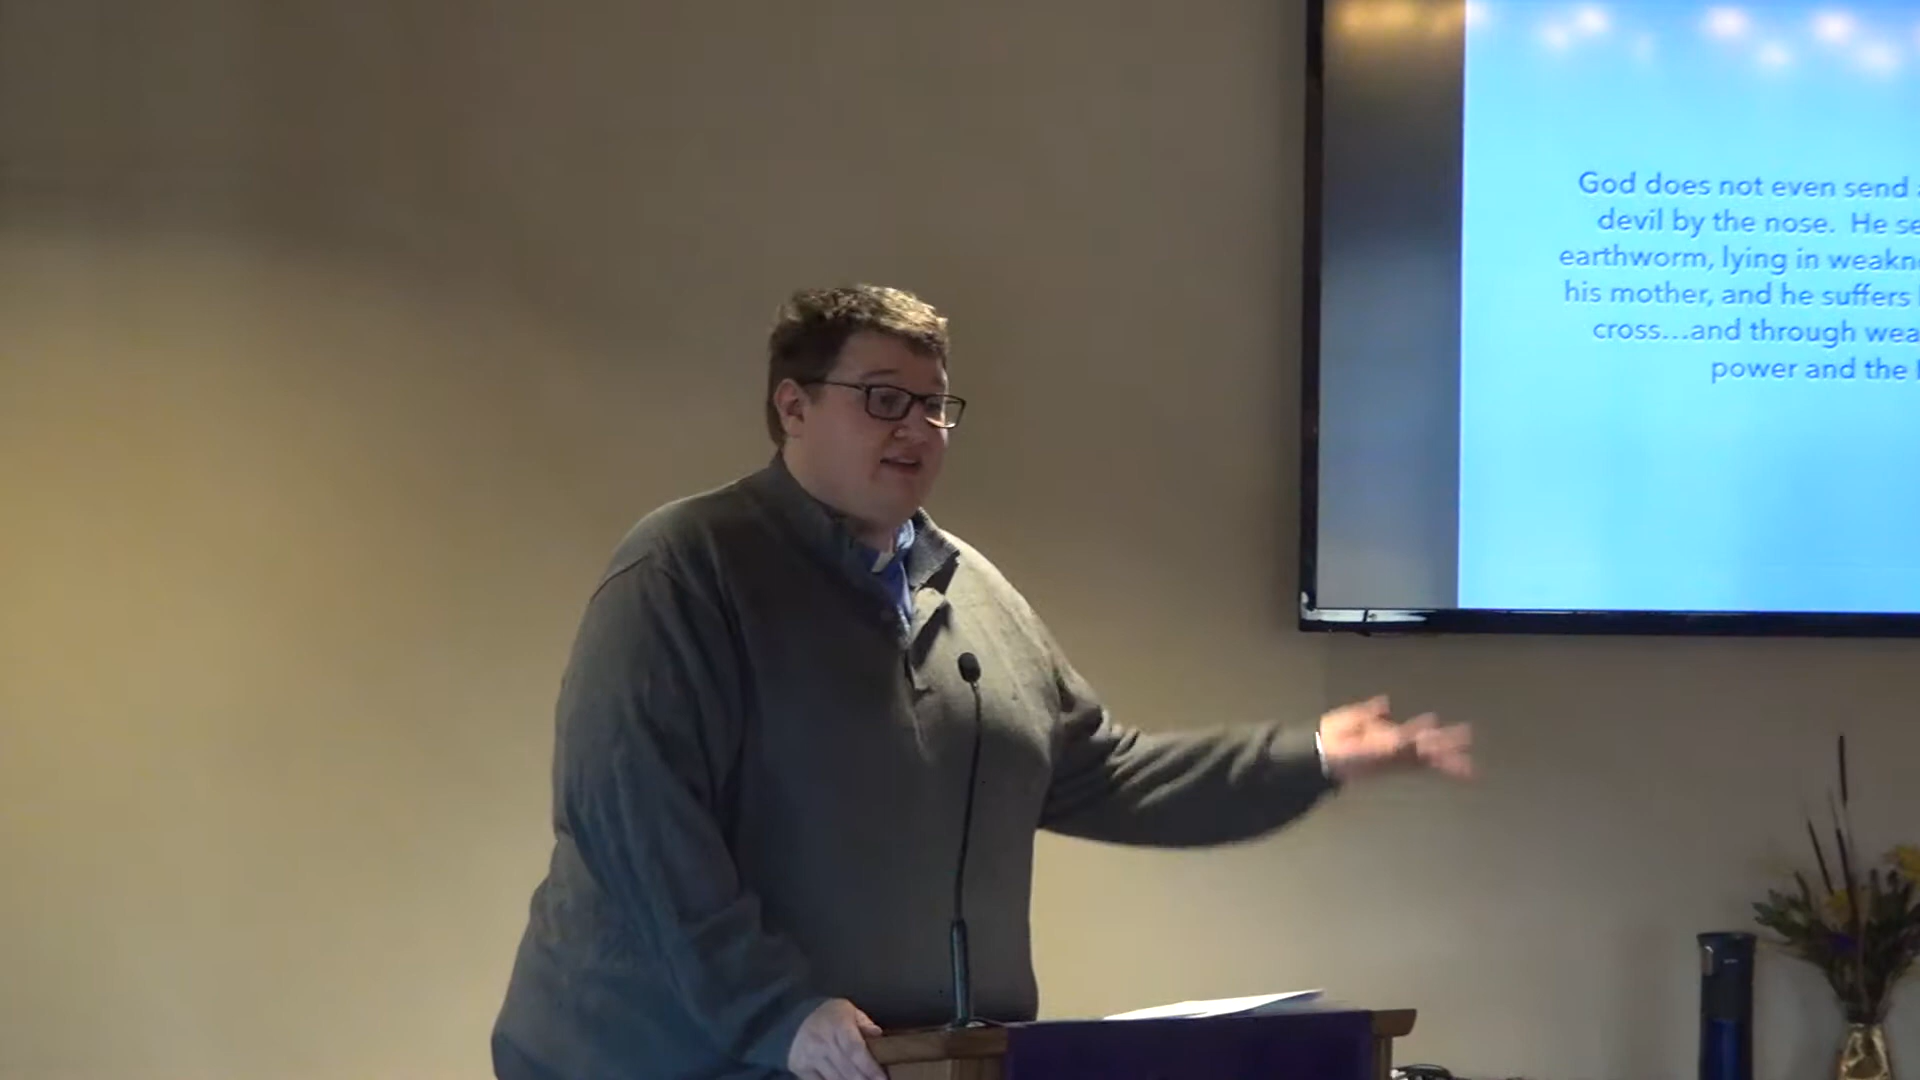 God does not even send
devil by the nose. He se
earthworm, lying in weakn
his mother, and he suffers
cross...and through wea
power and the